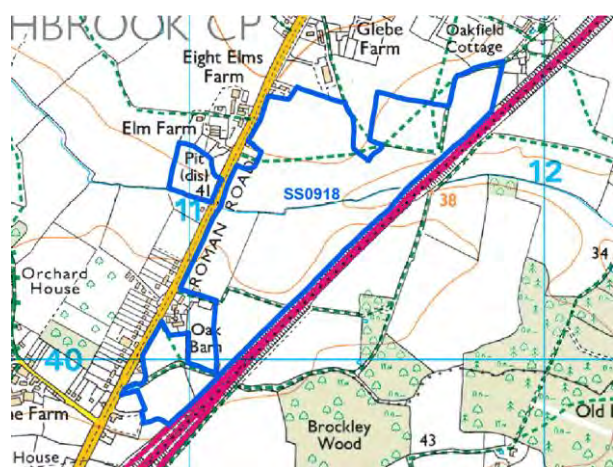 HBROOK CP
Glebe
Farm
Oakfield
Cottage
Eight Elms
Farm
Elm Farm
Pit
(dis)
41
11
ROMAN ROAD
SS0918
38
12
34
Orchard
House
Oak
Barn
40
Farm
House
Brockley
Wood
43
Old